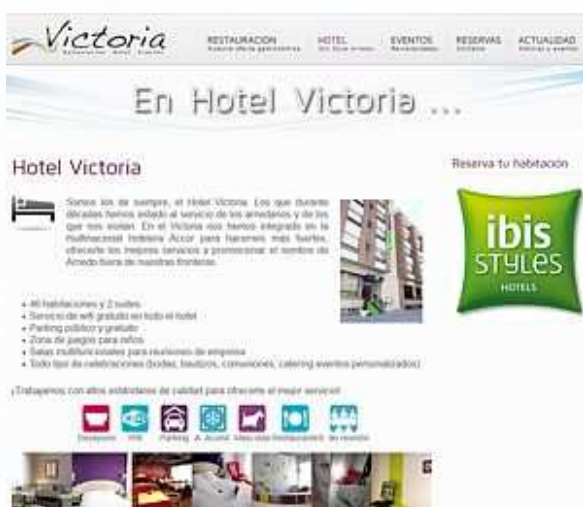 Victoria
RESTAURACIÓN HOTEL EVENTOS RESERVAS ACTUALIDAD
En Hotel Victoria ...
Hotel Victoria
Reserva tu habitación
Somos los de siempre, el Hotel Victoria. Los que durante
décadas hemos estado al servicio de los arnedanos y de los
que nos visitan. En el Victoria nos hemos integrado en la
multinacional hotelera Accor para hacernos más fuertes,
ofrecerte los mejores servicios y promocionar el nombre de
Arnedo fuera de nuestras fronteras.
ibis
STYLES
HOTELS
• 46 habitaciones y 2 suites
• Servicio de wifi gratuito en todo el hotel
• Parking público y gratuito
• Zona de juegos para niños
• Salas multifuncionales para reuniones de empresa
• Todo tipo de celebraciones (bodas, bautizos, comuniones, catering eventos personalizados)
¡Trabajamos con altos estándares de calidad para ofrecerte el mejor servicio!
Desayuno Wifi Parking A. Acond.